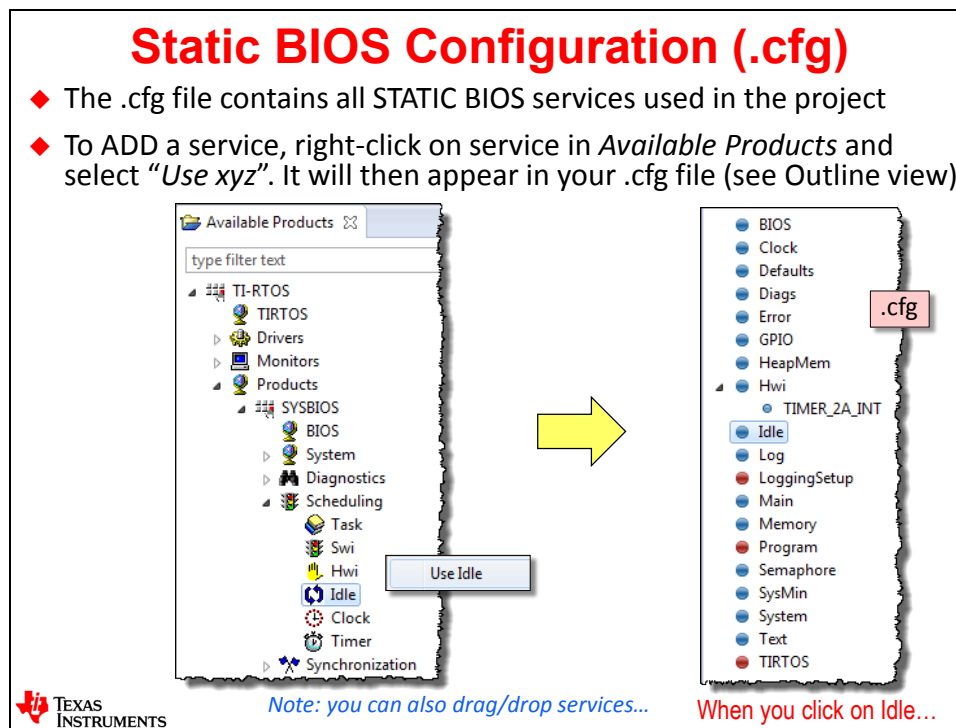 Static BIOS Configuration (.cfg)
The .cfg file contains all STATIC BIOS services used in the project
To ADD a service, right-click on service in Available Products and
select “Use xyz”. It will then appear in your .cfg file (see Outline view)
Available Products
type filter text
TI-RTOS
TIRTOS
Drivers
Monitors
Products
SYSBIOS
BIOS
System
Diagnostics
Scheduling
Task
Swi
Hwi
Idle
Clock
Timer
Synchronization
Use Idle
BIOS
Clock
Defaults
Diags
Error
GPIO
HeapMem
Hwi
TIMER_2A_INT
Idle
Log
LoggingSetup
Main
Memory
Program
Semaphore
SysMin
System
Text
TIRTOS
.cfg
TEXAS
INSTRUMENTS
Note: you can also drag/drop services…
When you click on Idle…